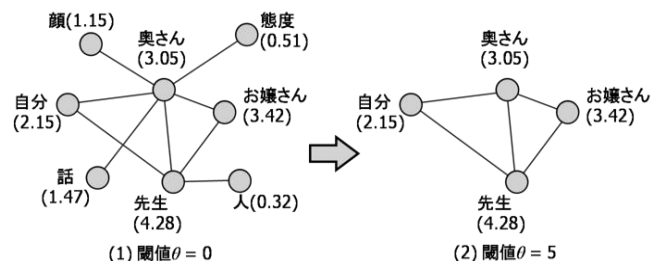 顔(1.15)
奥さん
(3.05)
態度
(0.51)
自分
(2.15)
お嬢さん
(3.42)
話
(1.47)
先生
(4.28)
人(0.32)
(1) 閾値θ = 0
奥さん
(3.05)
自分
(2.15)
お嬢さん
(3.42)
先生
(4.28)
(2) 閾値θ = 5